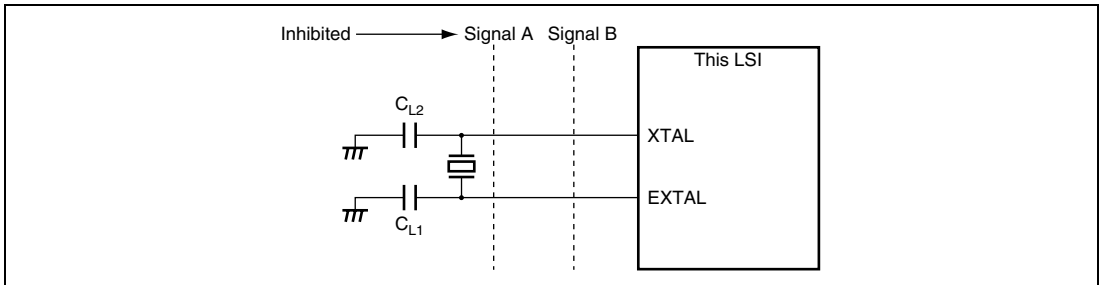 Inhibited Signal A Signal B
This LSI
CL2
XTAL
EXTAL
CL1